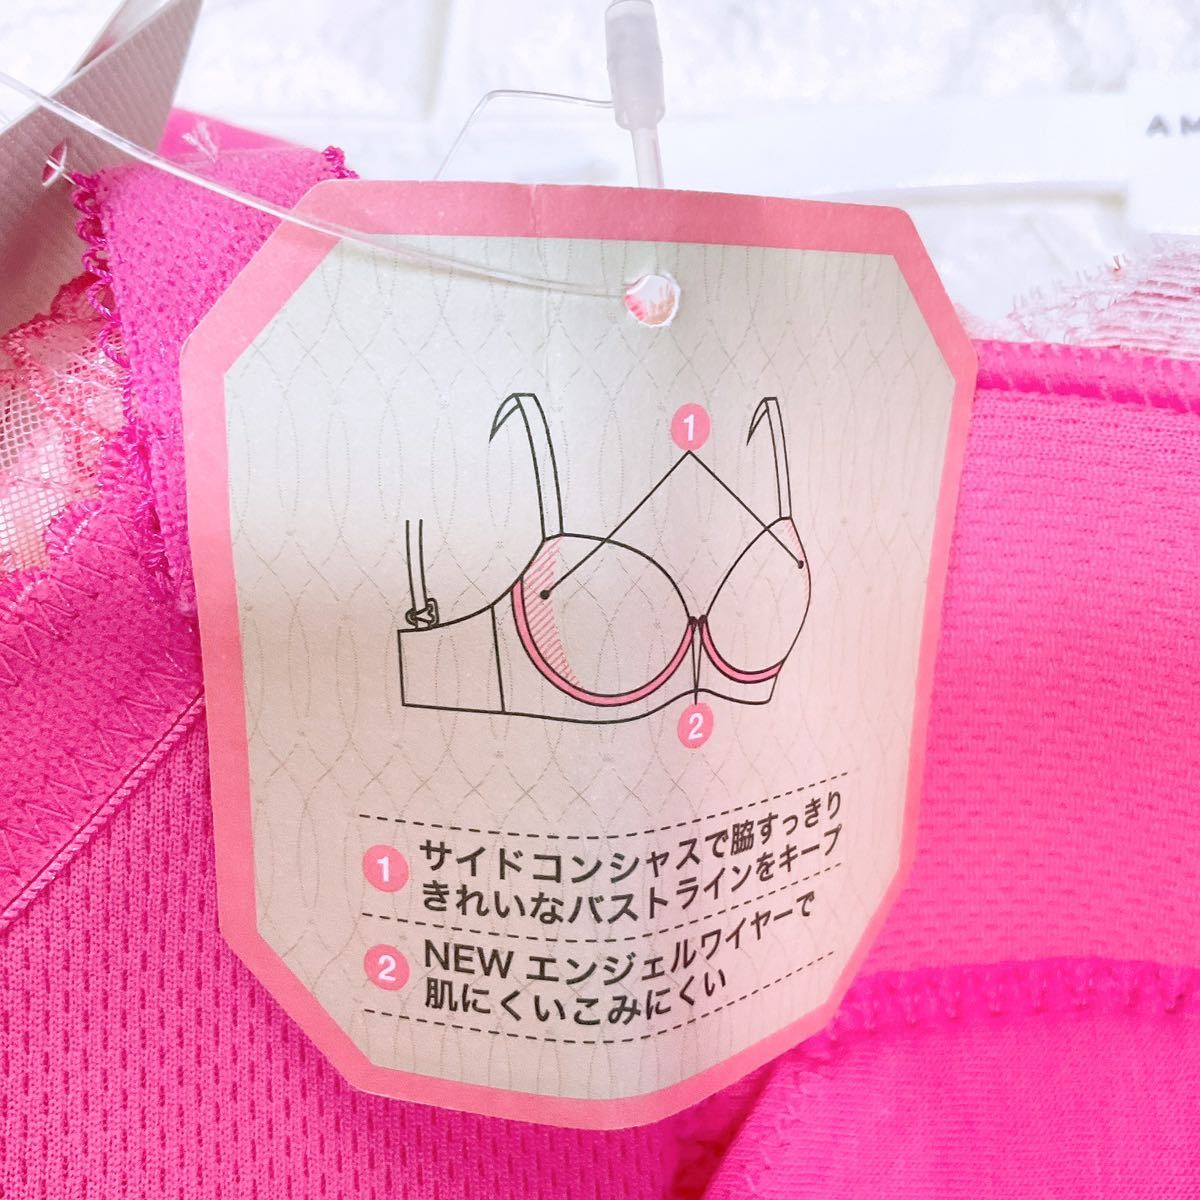 AM
1
2
1 サイドコンシャスで脇すっきり
きれいなバストラインをキープ
2 NEW エンジェルワイヤーで
肌にくいこみにくい